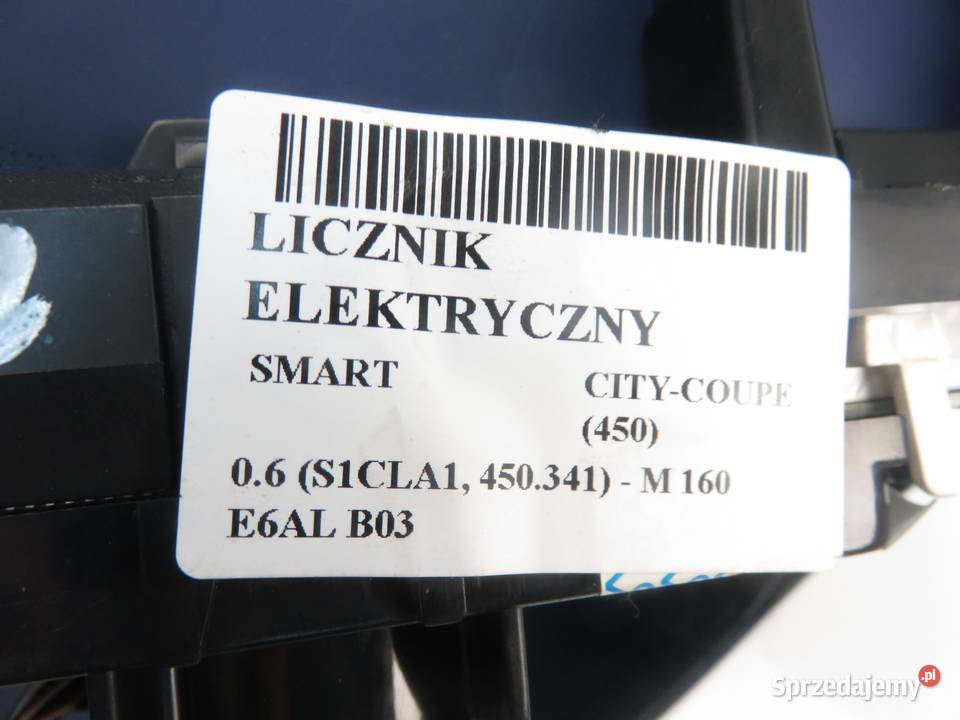 LICZNIK
ELEKTRYCZNY
SMART CITY-COUPE
(450)
0.6 (S1CLA1, 450.341) - M 160
E6AL B03
Sprzedajemy.pl